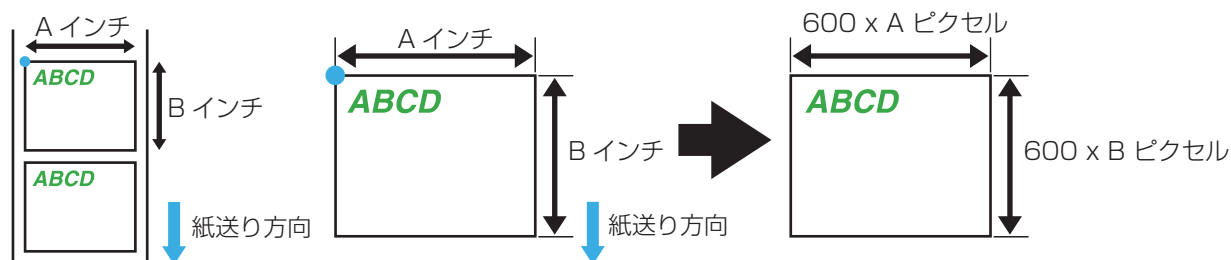 A インチ
ABCD
B インチ
ABCD
紙送り方向
A インチ
ABCD
B インチ
紙送り方向
600 x A ピクセル
ABCD
600 x B ピクセル